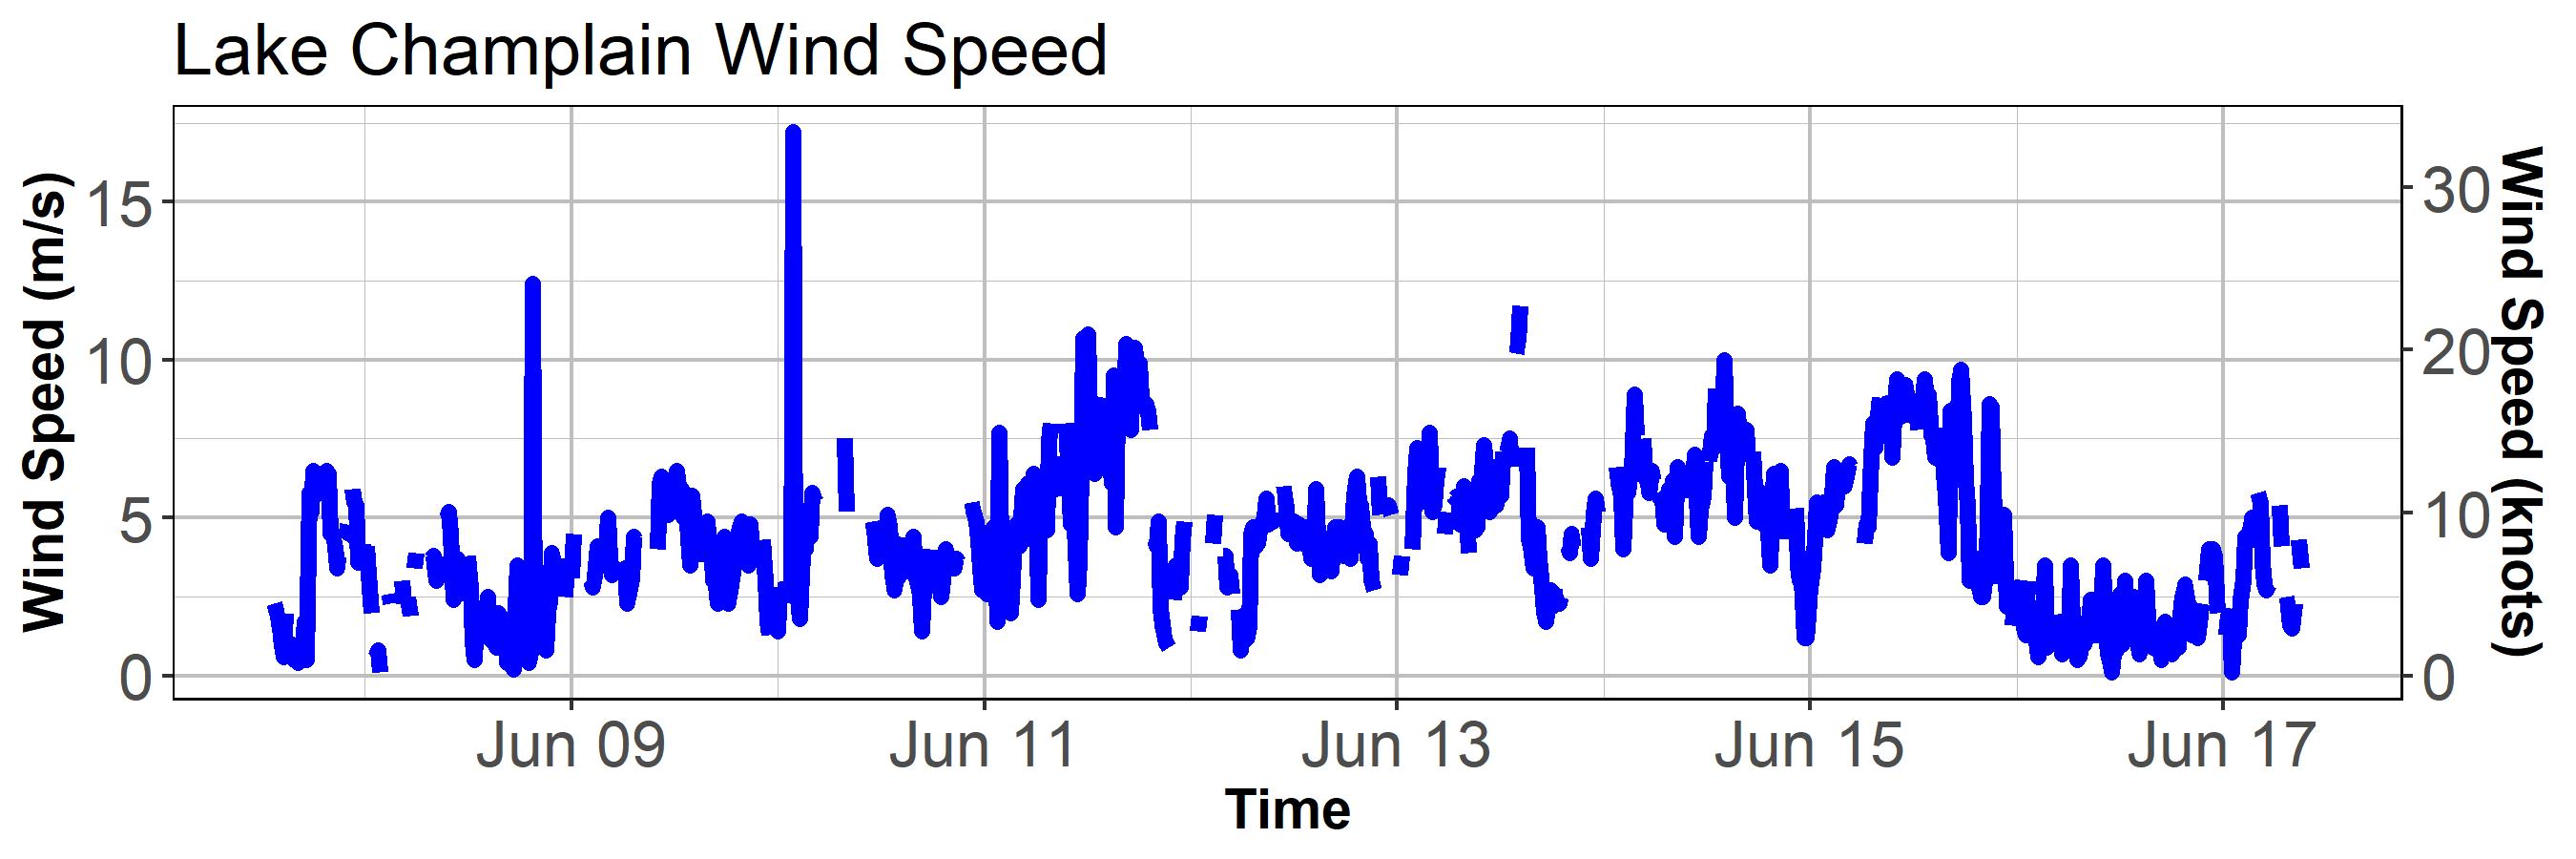 Lake Champlain Wind Speed
Wind Speed (m/s)
15
10
5
0
30
20
10
0
Wind Speed (knots)
Jun 09
Jun 11
Jun 13
Jun 15
Jun 17
Time